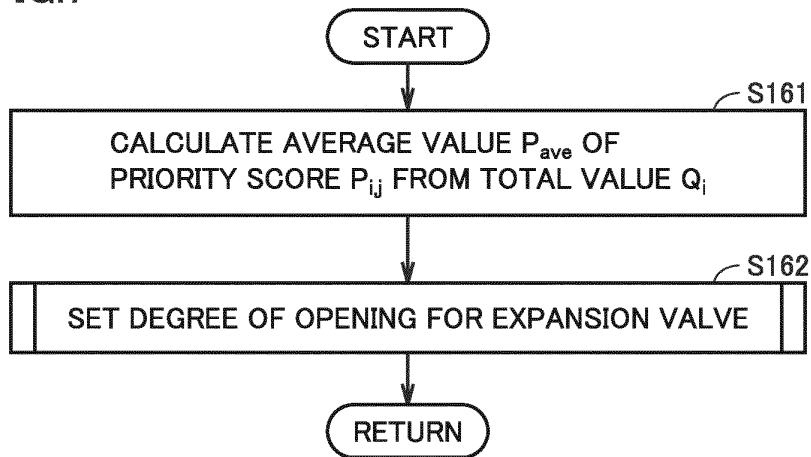 START
S161
CALCULATE AVERAGE VALUE Pave OF
PRIORITY SCORE Pij FROM TOTAL VALUE Qi
S162
SET DEGREE OF OPENING FOR EXPANSION VALVE
RETURN